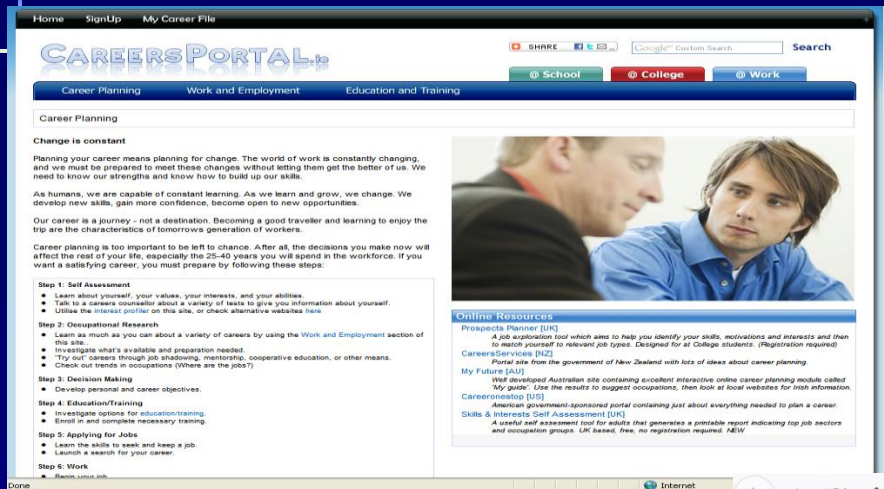 Home SignUp My Career File
CAREERSPORTAL.ie
SHARE
Google™ Custom Search Search
@ School @ College @ Work
Career Planning Work and Employment Education and Training
Career Planning
Change is constant
Planning your career means planning for change. The world of work is constantly changing,
and we must be prepared to meet these changes without letting them get the better of us. We
need to know our strengths and know how to build up our skills.
As humans, we are capable of constant learning. As we learn and grow, we change. We
develop new skills, gain more confidence, become open to new opportunities.
Our career is a journey - not a destination. Becoming a good traveller and learning to enjoy the
trip are the characteristics of tomorrows generation of workers.
Career planning is too important to be left to chance. After all, the decisions you make now will
affect the rest of your life, especially the 25-40 years you will spend in the workforce. If you
want a satisfying career, you must prepare by following these steps:
Step 1: Self Assessment
Learn about yourself, your values, your interests, and your abilities.
Talk to a careers counsellor about a variety of tests to give you information about yourself.
Utilise the interest profiler on this site, or check alternative websites here
Step 2: Occupational Research
Learn as much as you can about a variety of careers by using the Work and Employment section of
this site..
Investigate what's available and preparation needed.
"Try out" careers through job shadowing, mentorship, cooperative education, or other means.
Check out trends in occupations (Where are the jobs?)
Step 3: Decision Making
Develop personal and career objectives.
Step 4: Education/Training
Investigate options for education/training.
Enroll in and complete necessary training.
Step 5: Applying for Jobs
Learn the skills to seek and keep a job.
Launch a search for your career.
Step 6: Work
Begin your job
Online Resources
Prospects Planner [UK]
A job exploration tool which aims to help you identify your skills, motivations and interests and then
to match yourself to relevant job types. Designed for at College students. (Registration required)
CareersServices [NZ]
Portal site from the government of New Zealand with lots of ideas about career planning.
My Future [AU]
Well developed Australian site containing excellent interactive online career planning module called
'My guide'. Use the results to suggest occupations, then look at local websites for Irish information.
Careeronestop [US]
American government-sponsored portal containing just about everything needed to plan a career.
Skills & Interests Self Assessment [UK]
A useful self assessment tool for adults that generates a printable report indicating top job sectors
and occupation groups. UK based, free, no registration required. NEW
Done Internet